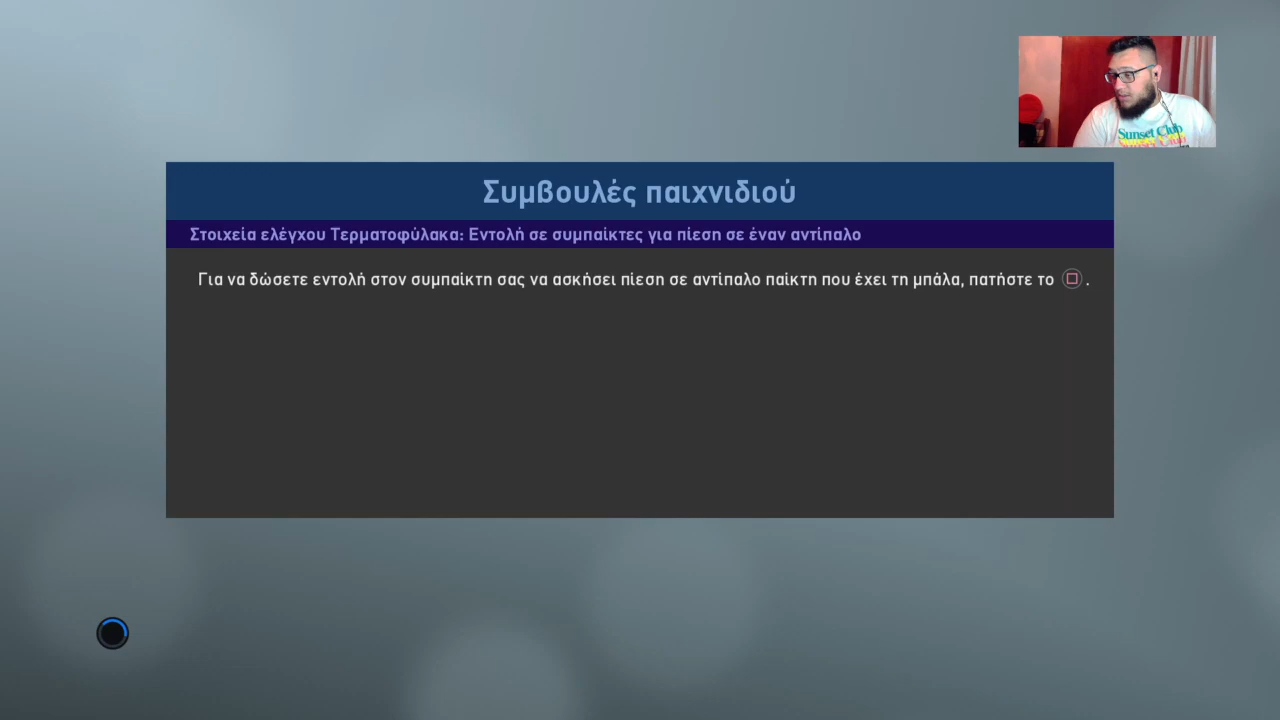 Συμβουλές παιχνιδιού
Στοιχεία ελέγχου Τερματοφύλακα: Εντολή σε συμπαίκτες για πίεση σε έναν αντίπαλο
Για να δώσετε εντολή στον συμπαίκτη σας να ασκήσει πίεση σε αντίπαλο παίκτη που έχει τη μπάλα, πατήστε το .
Sunset Club